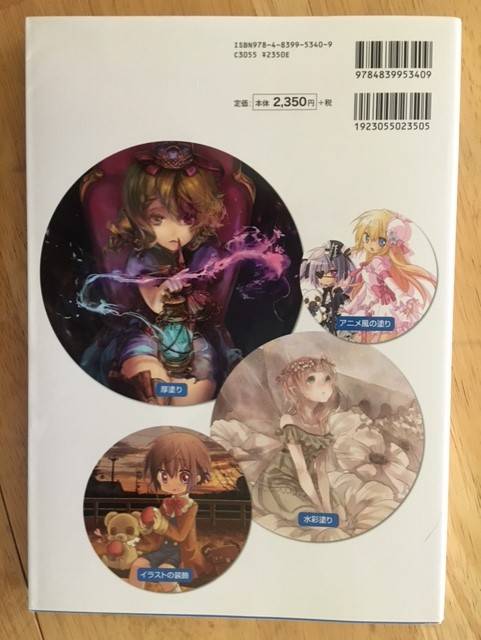 ISBN978-4-8399-5340-9
C3055 ¥2350E
9784839953409
定価 本体 2,350円 +税
1923055023505
アニメ風の塗り
厚塗り
水彩塗り
イラストの装飾